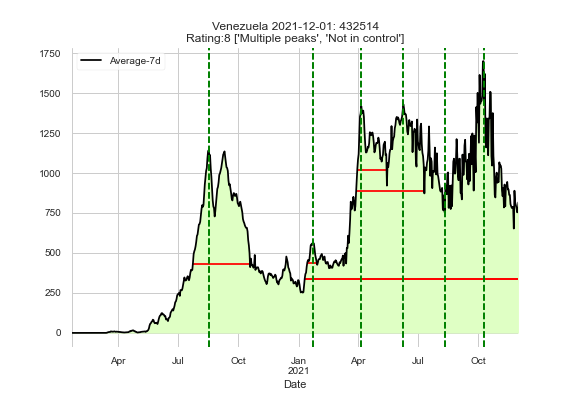 Venezuela 2021-12-01: 432514
Rating:8 ['Multiple peaks', 'Not in control']
1750
Average-7d
1500
1250
1000
750
500
250
0
Apr Jul Oct Jan Apr Jul Oct
2021
Date